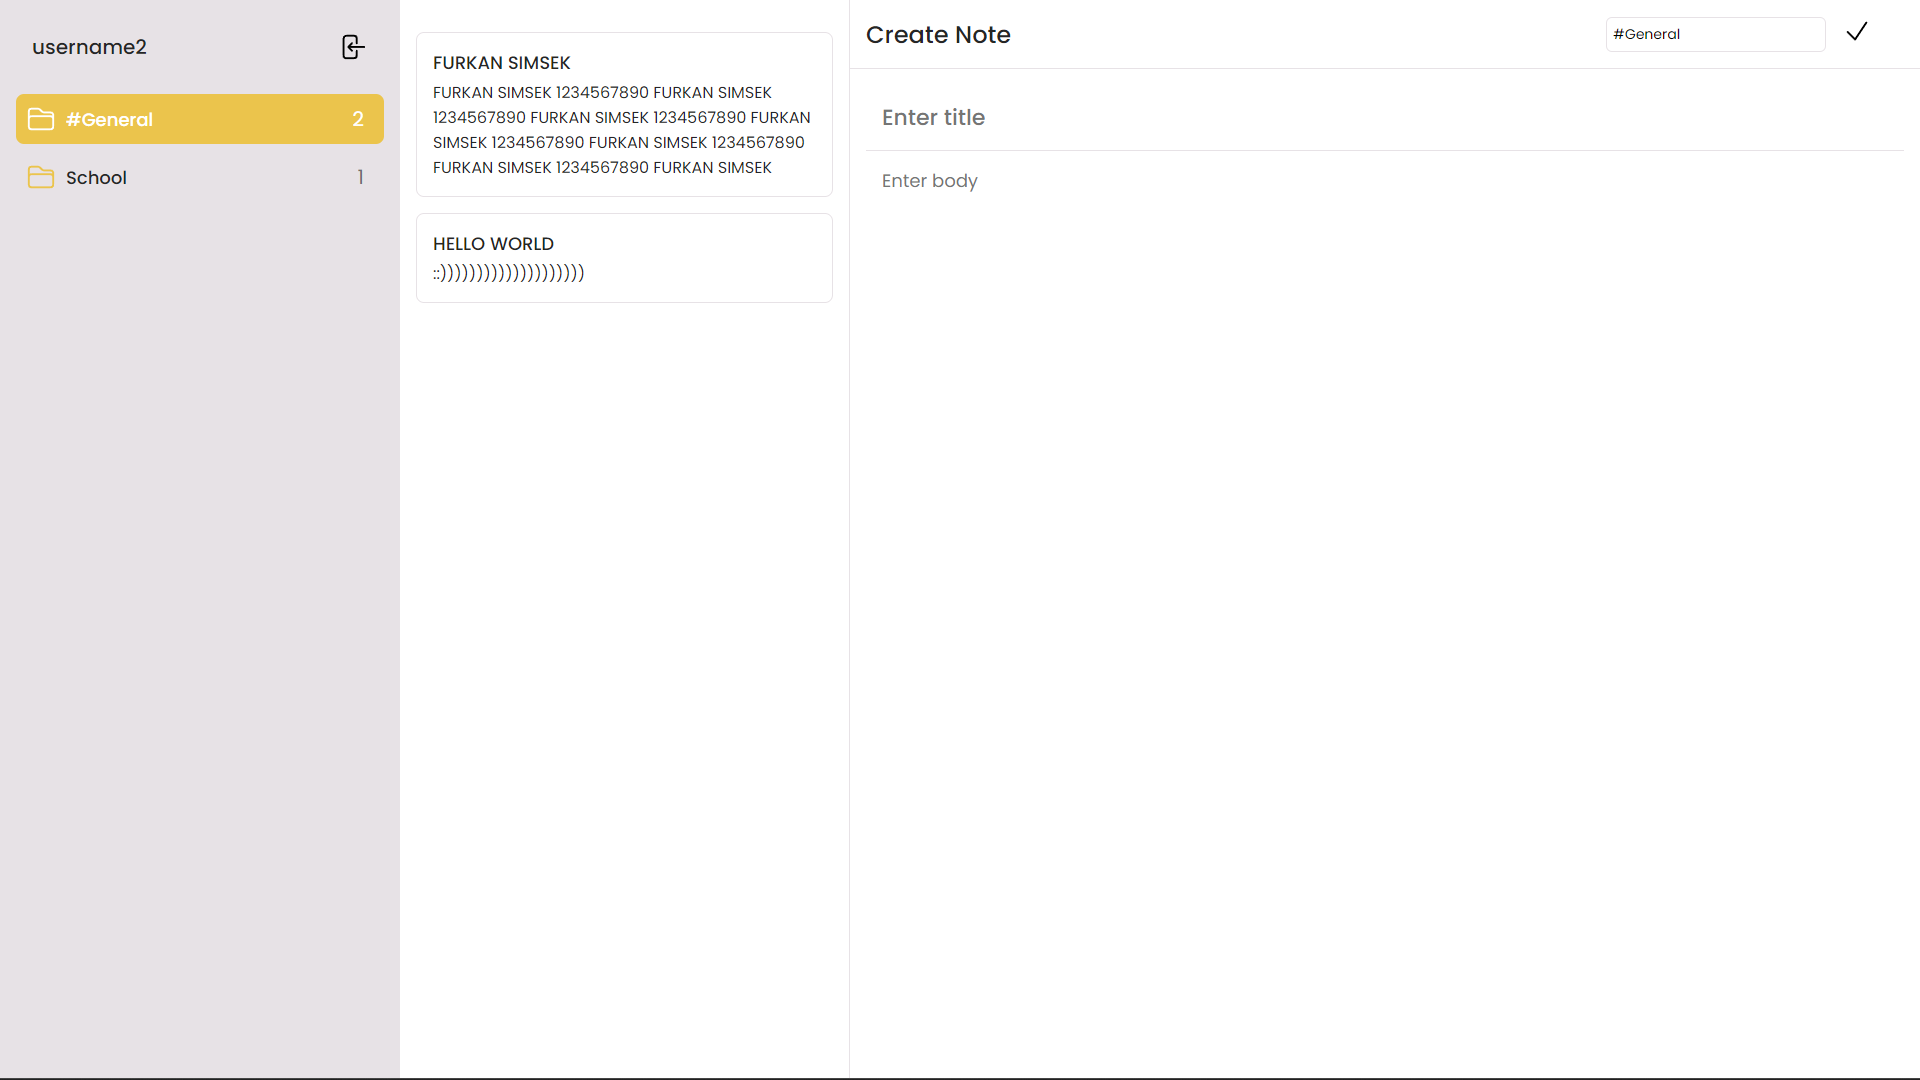 username2
#General 2
School 1
FURKAN SIMSEK
FURKAN SIMSEK 1234567890 FURKAN SIMSEK
1234567890 FURKAN SIMSEK 1234567890 FURKAN
SIMSEK 1234567890 FURKAN SIMSEK 1234567890
FURKAN SIMSEK 1234567890 FURKAN SIMSEK
HELLO WORLD
::))))))))))))))))))))
Create Note
#General
Enter title
Enter body